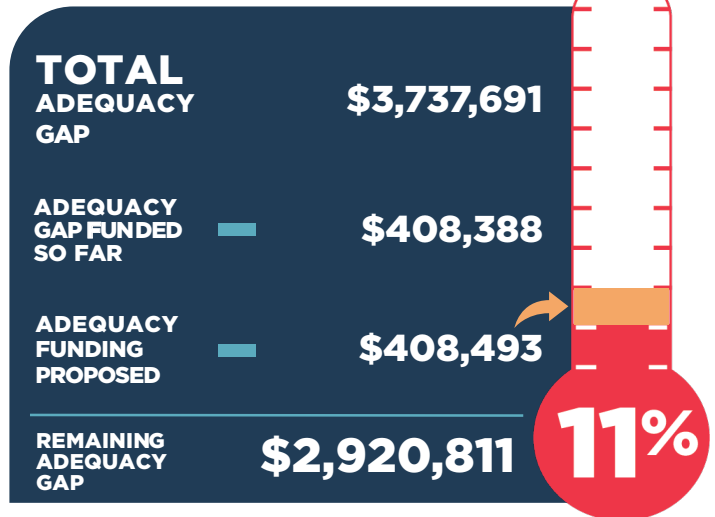 TOTAL
ADEQUACY
GAP
$3,737,691
ADEQUACY
GAP FUNDED
SO FAR
$408,388
ADEQUACY
FUNDING
PROPOSED
$408,493
REMAINING
ADEQUACY
GAP
$2,920,811
11%